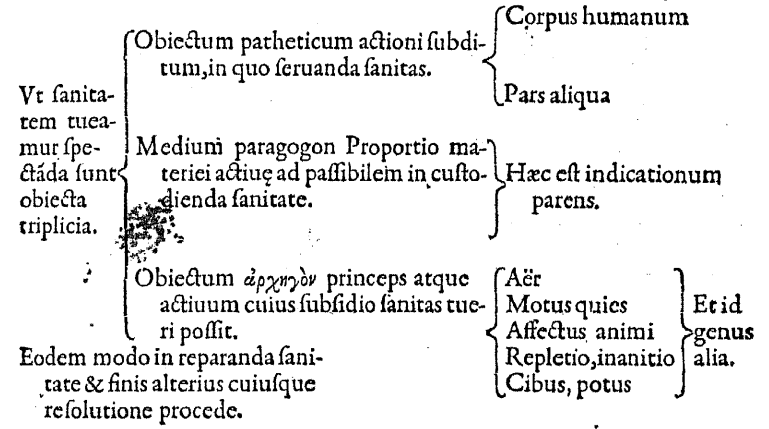 Vt ſanita-
tem tuea-
mur ſpe-
ctãda ſunt
obiecta
triplicia.
Obiectum patheticum actioni ſubdi-
tum,in quo ſeruanda ſanitas.
Corpus humanum
Pars aliqua
Medium paragogon Proportio ma-
teriei actiuę ad paſſibilem in cuſto-
dienda ſanitate.
Hæc eſt indicationum
parens.
Obiectum ἀρχηγὸν princeps atque
actiuum cuius ſubſidio ſanitas tue-
ri poſſit.
Aër
Motus quies
Affectus animi
Repletio,inanitio
Cibus, potus
Et id
genus
alia.
Eodem modo in reparanda ſani-
tate & finis alterius cuiuſque
reſolutione procede.